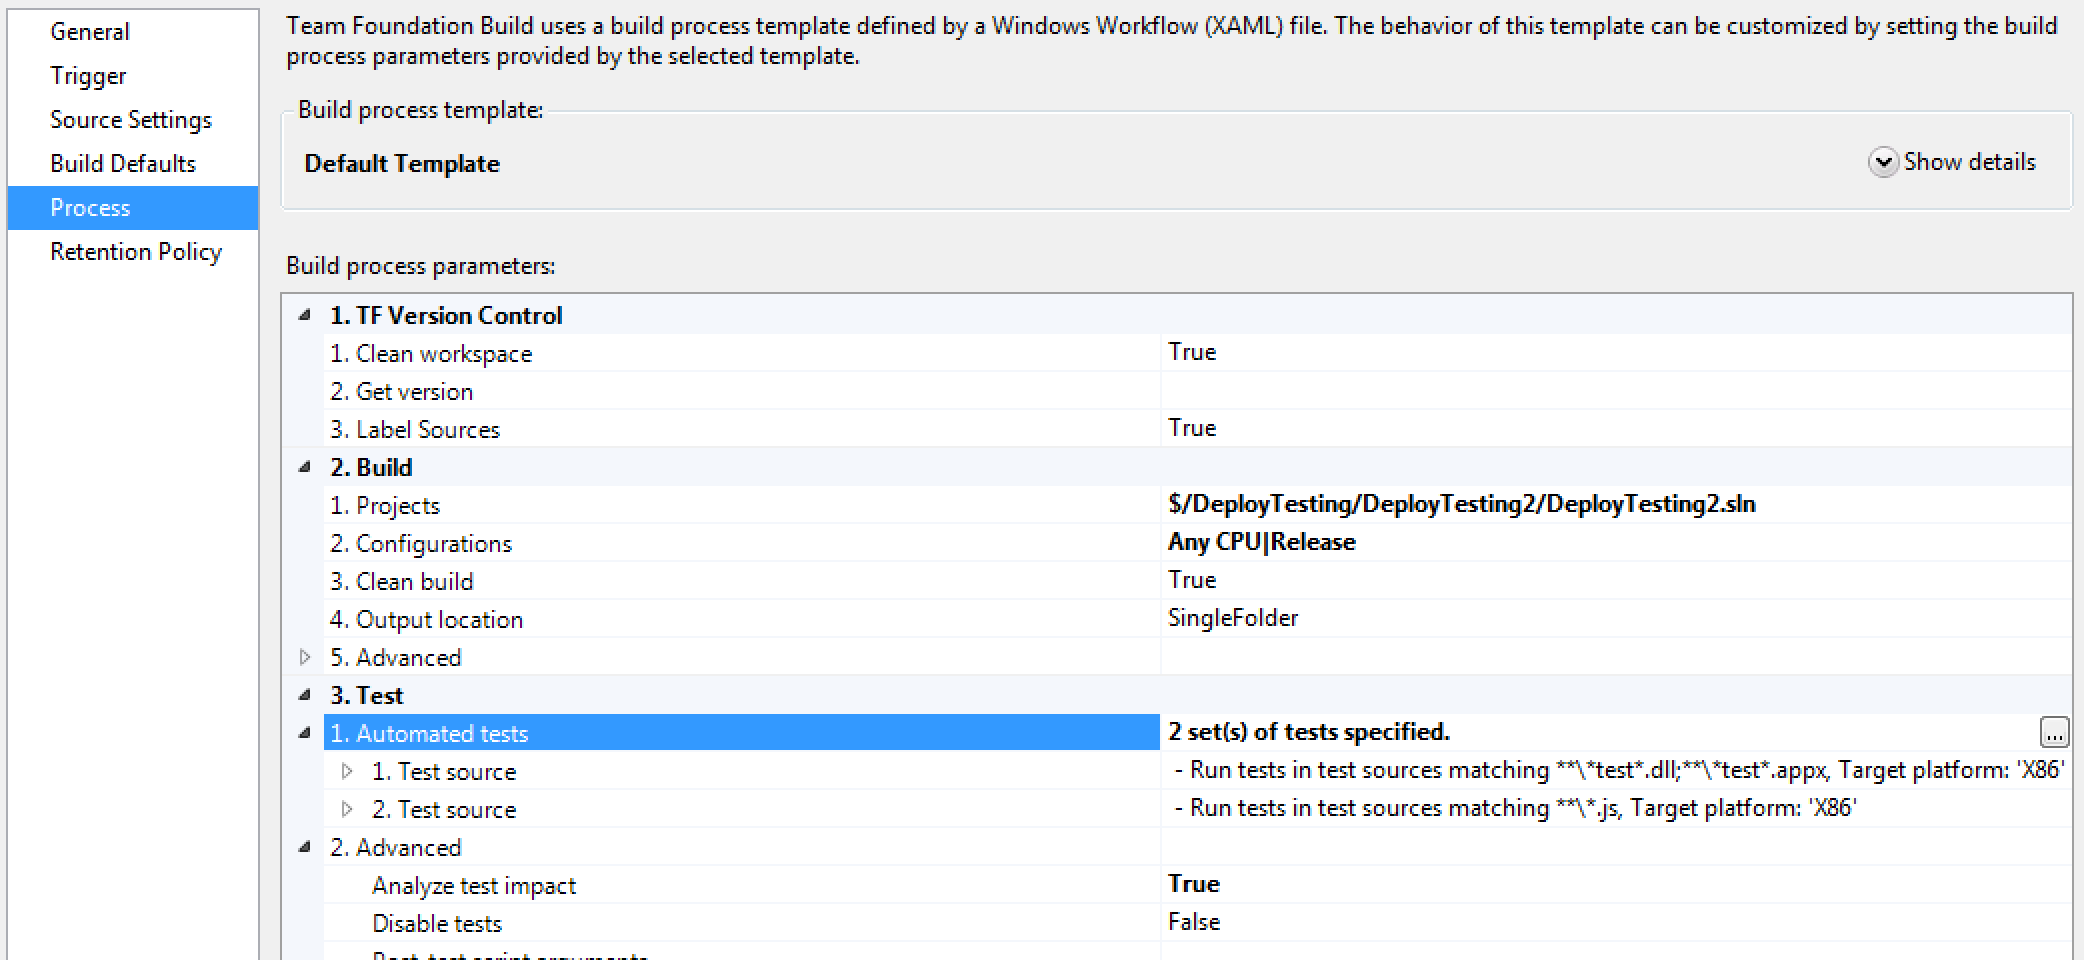 General
Trigger
Source Settings
Build Defaults
Process
Retention Policy
Team Foundation Build uses a build process template defined by a Windows Workflow (XAML) file. The behavior of this template can be customized by setting the build
process parameters provided by the selected template.
Build process template:
Default Template
Show details
Build process parameters:
1. TF Version Control
1. Clean workspace True
2. Get version
3. Label Sources True
2. Build
1. Projects $/DeployTesting/DeployTesting2/DeployTesting2.sln
2. Configurations Any CPU|Release
3. Clean build True
4. Output location SingleFolder
5. Advanced
3. Test
1. Automated tests 2 set(s) of tests specified. ...
1. Test source - Run tests in test sources matching **\*test*.dll;**\*test*.appx, Target platform: 'X86'
2. Test source - Run tests in test sources matching **\*.js, Target platform: 'X86'
2. Advanced
Analyze test impact True
Disable tests False
Post-test script arguments